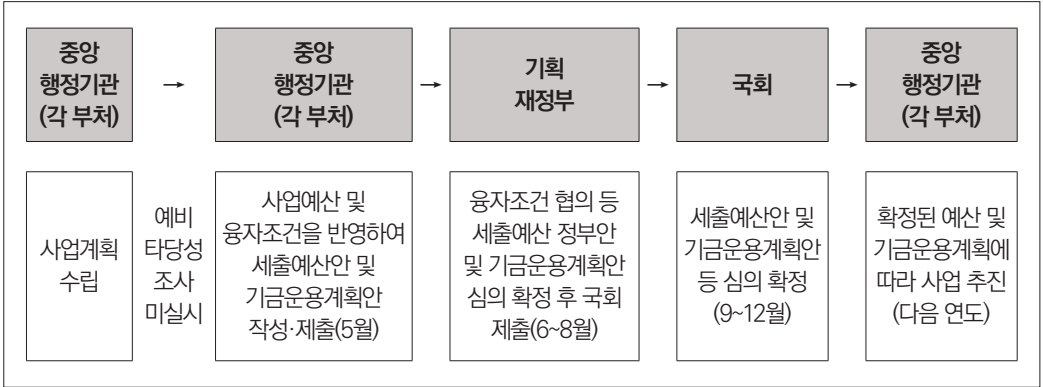 중앙
행정기관
(각 부처)
→
중앙
행정기관
(각 부처)
→
기획
재정부
→
국회
→
중앙
행정기관
(각 부처)
사업계획
수립
예비
타당성
조사
미실시
사업예산 및
융자조건을 반영하여
세출예산안 및
기금운용계획안
작성·제출(5월)
융자조건 협의 등
세출예산 정부안
및 기금운용계획안
심의 확정 후 국회
제출(6~8월)
세출예산안 및
기금운용계획안
등 심의 확정
(9~12월)
확정된 예산 및
기금운용계획에
따라 사업 추진
(다음 연도)